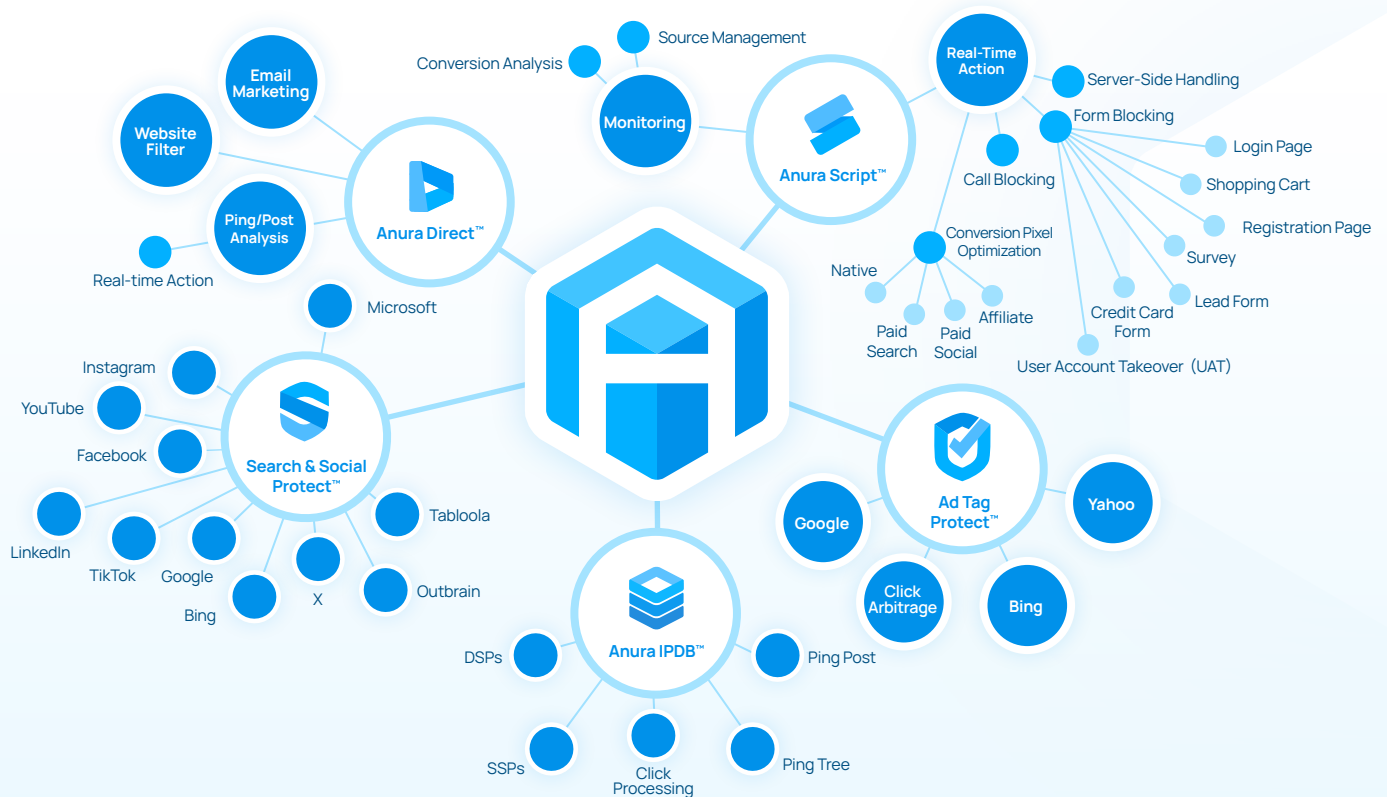 Email
Marketing
Website
Filter
Ping/Post
Analysis
Real-time Action
Anura Direct™
Conversion Analysis
Source Management
Monitoring
Anura Script™
Real-Time
Action
Server-Side Handling
Form Blocking
Login Page
Shopping Cart
Registration Page
Survey
Lead Form
Credit Card
Form
User Account Takeover (UAT)
Call Blocking
Conversion Pixel
Optimization
Native
Paid
Search
Paid
Social
Affiliate
Microsoft
Instagram
YouTube
Facebook
LinkedIn
TikTok
Google
Bing
X
Outbrain
Tabloola
Search & Social
Protect™
Anura IPDB™
DSPs
SSPs
Click
Processing
Ping Tree
Ping Post
Ad Tag
Protect™
Google
Click
Arbitrage
Bing
Yahoo